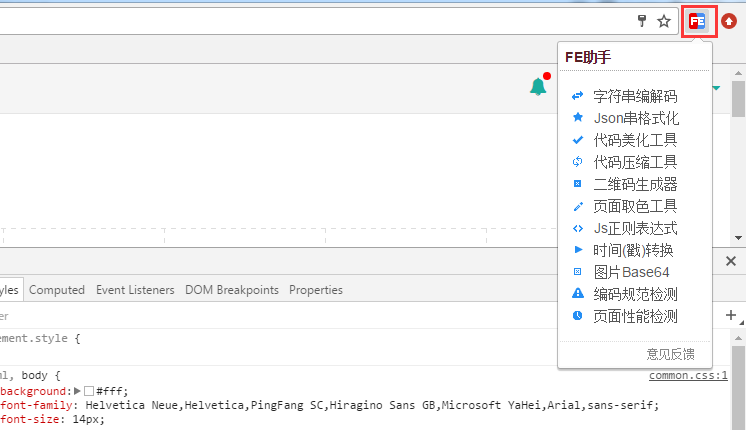 FE
FE助手
字符串编解码
Json串格式化
代码美化工具
代码压缩工具
二维码生成器
页面取色工具
Js正则表达式
时间(戳)转换
图片Base64
编码规范检测
页面性能检测
意见反馈
yles Computed Event Listeners DOM Breakpoints Properties
er
ement.style {
ml, body { common.css:1
background: #fff;
font-family: Helvetica Neue,Helvetica,PingFang SC,Hiragino Sans GB,Microsoft YaHei,Arial,sans-serif;
font-size: 14px;